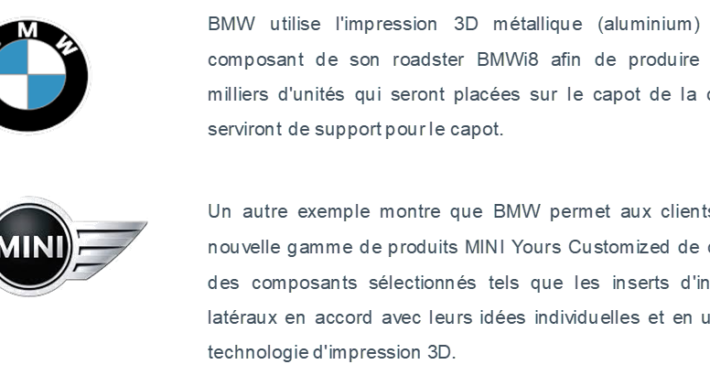 BMW
BMW utilise l'impression 3D métallique (aluminium)
composant de son roadster BMWi8 afin de produire
milliers d'unités qui seront placées sur le capot de la
serviront de support pour le capot.
MINI
Un autre exemple montre que BMW permet aux clients
nouvelle gamme de produits MINI Yours Customized de
des composants sélectionnés tels que les inserts
latéraux en accord avec leurs idées individuelles et en
technologie d'impression 3D.